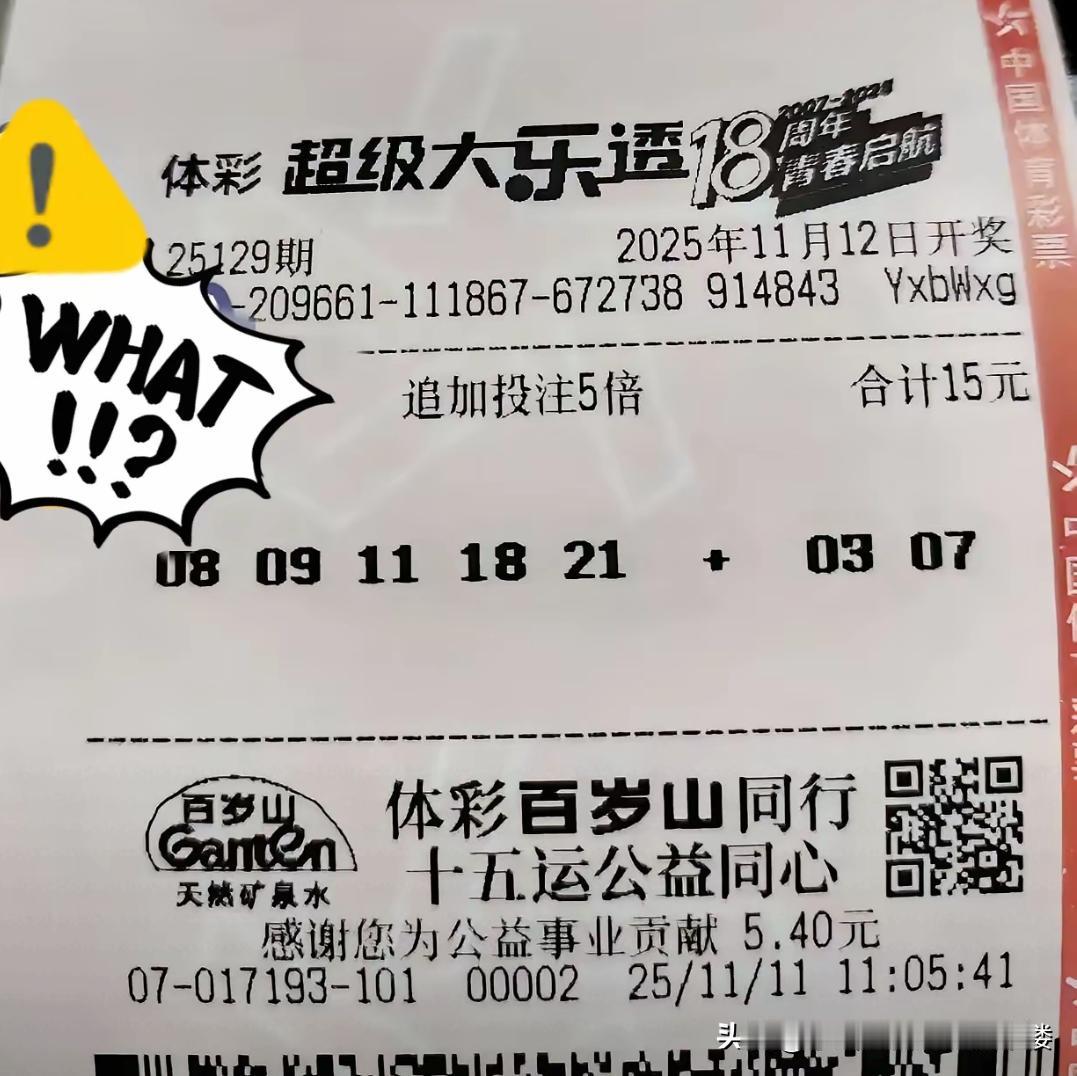 体彩 超级大乐透 18 周年 青春启航
2007-2025
25129期 2025年11月12日开奖
-209661-111867-672738 914843 YxbWxg
WHAT
!!?
追加投注5倍 合计15元
08 09 11 18 21 + 03 07
百岁山
Ganten
天然矿泉水
体彩百岁山同行
十五运公益同心
感谢您为公益事业贡献 5.40元
07-017193-101 00002 25/11/11 11:05:41
中国体育彩票
中国体
头
娄